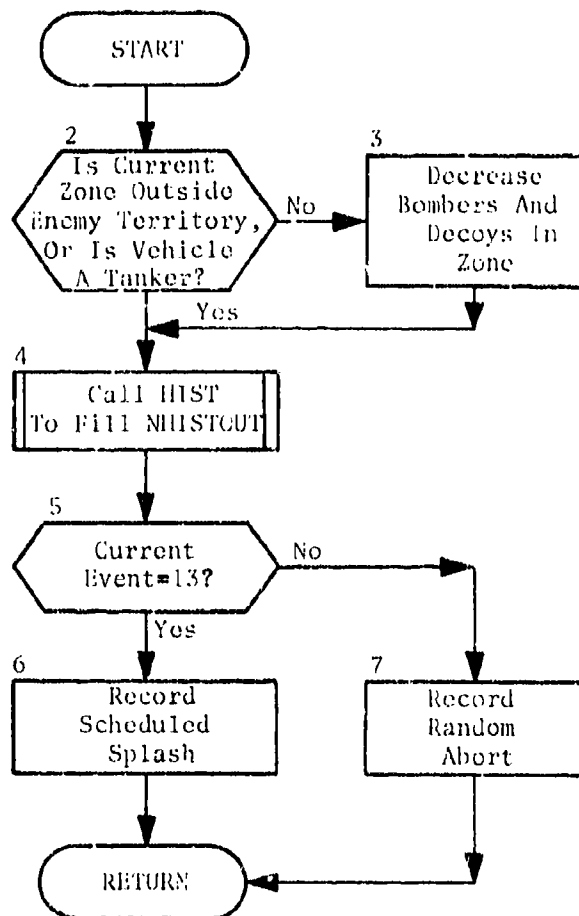 START
2
Is Current
Zone Outside
Enemy Territory,
Or Is Vehicle
A Tanker?
No
3
Decrease
Bombers And
Decoys In
Zone
Yes
4
Call HIST
To Fill NHISTOUT
5
Current
Event=13?
No
Yes
6
Record
Scheduled
Splash
7
Record
Random
Abort
RETURN